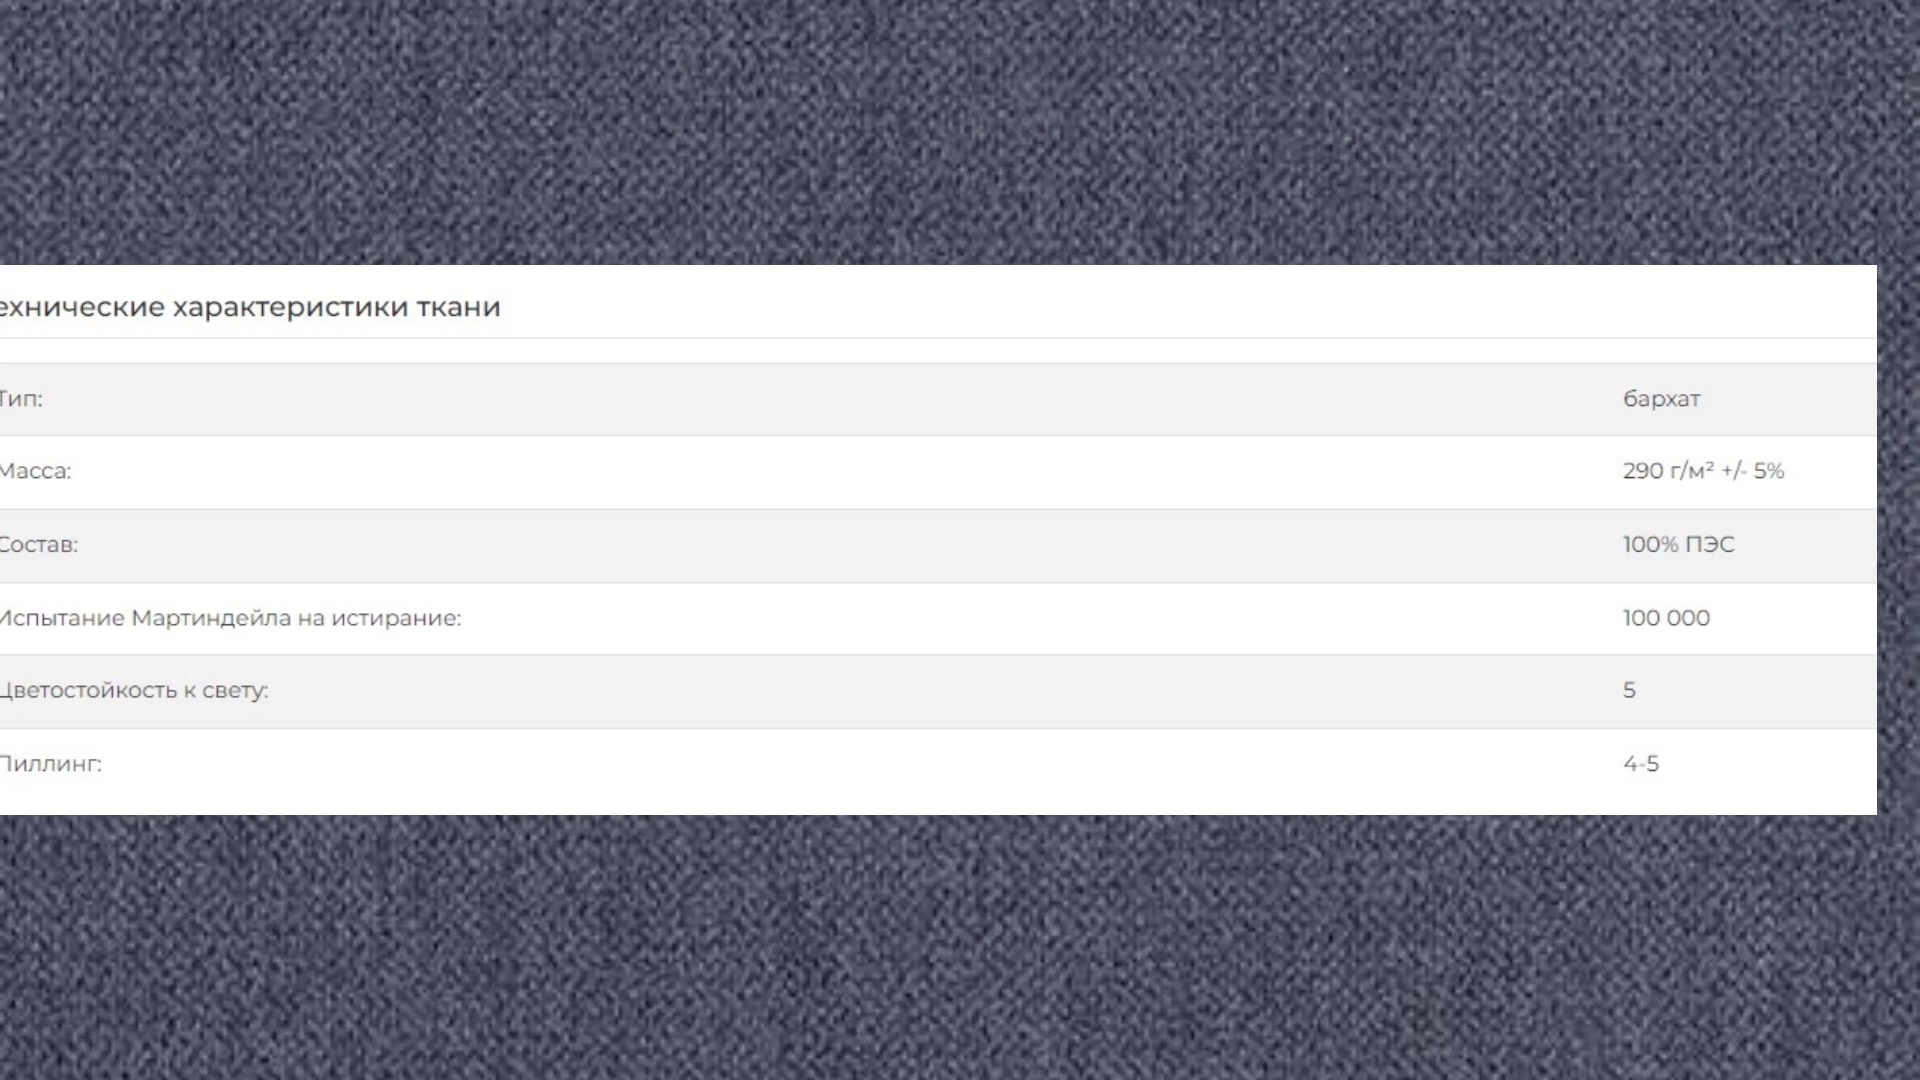 ехнические характеристики ткани
Тип: бархат
Масса: 290 г/м² +/- 5%
Состав: 100% ПЭС
Испытание Мартиндейла на истирание: 100 000
Цветостойкость к свету: 5
Пиллинг: 4-5